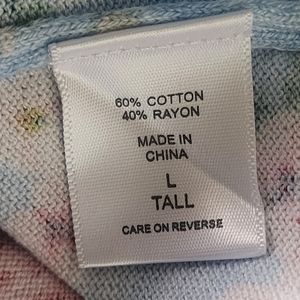 60% COTTON
40% RAYON
MADE IN
CHINA
L
TALL
CARE ON REVERSE